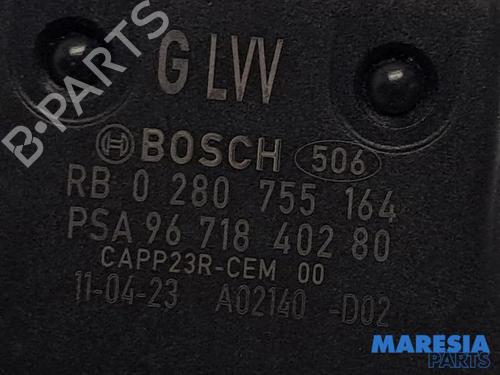 G LVV
B-PARTS
BOSCH 506
RB 0 280 755 164
PSA 96 718 402 80
CAPP23R-CEM 00
11-04-23 A02140 -D02
MARESIA
PARTS